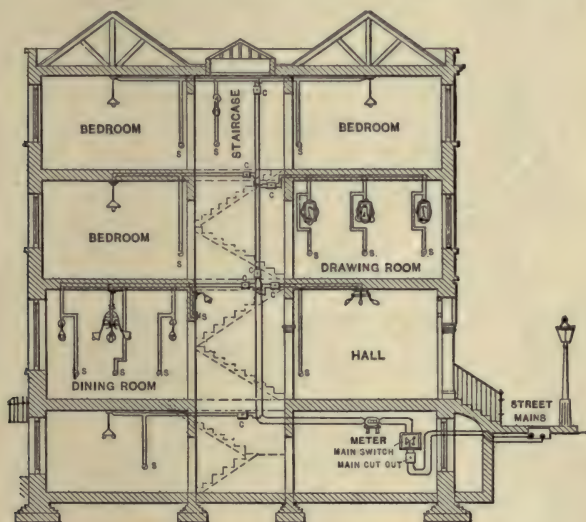 C
BEDROOM
STAIRCASE
BEDROOM
S
S
S
C
C
BEDROOM
S
S
S
S
DRAWING ROOM
C
C
C
S
HALL
S
S
S
S
DINING ROOM
STREET
MAINS
C
METER
MAIN SWITCH
MAIN CUT OUT
S